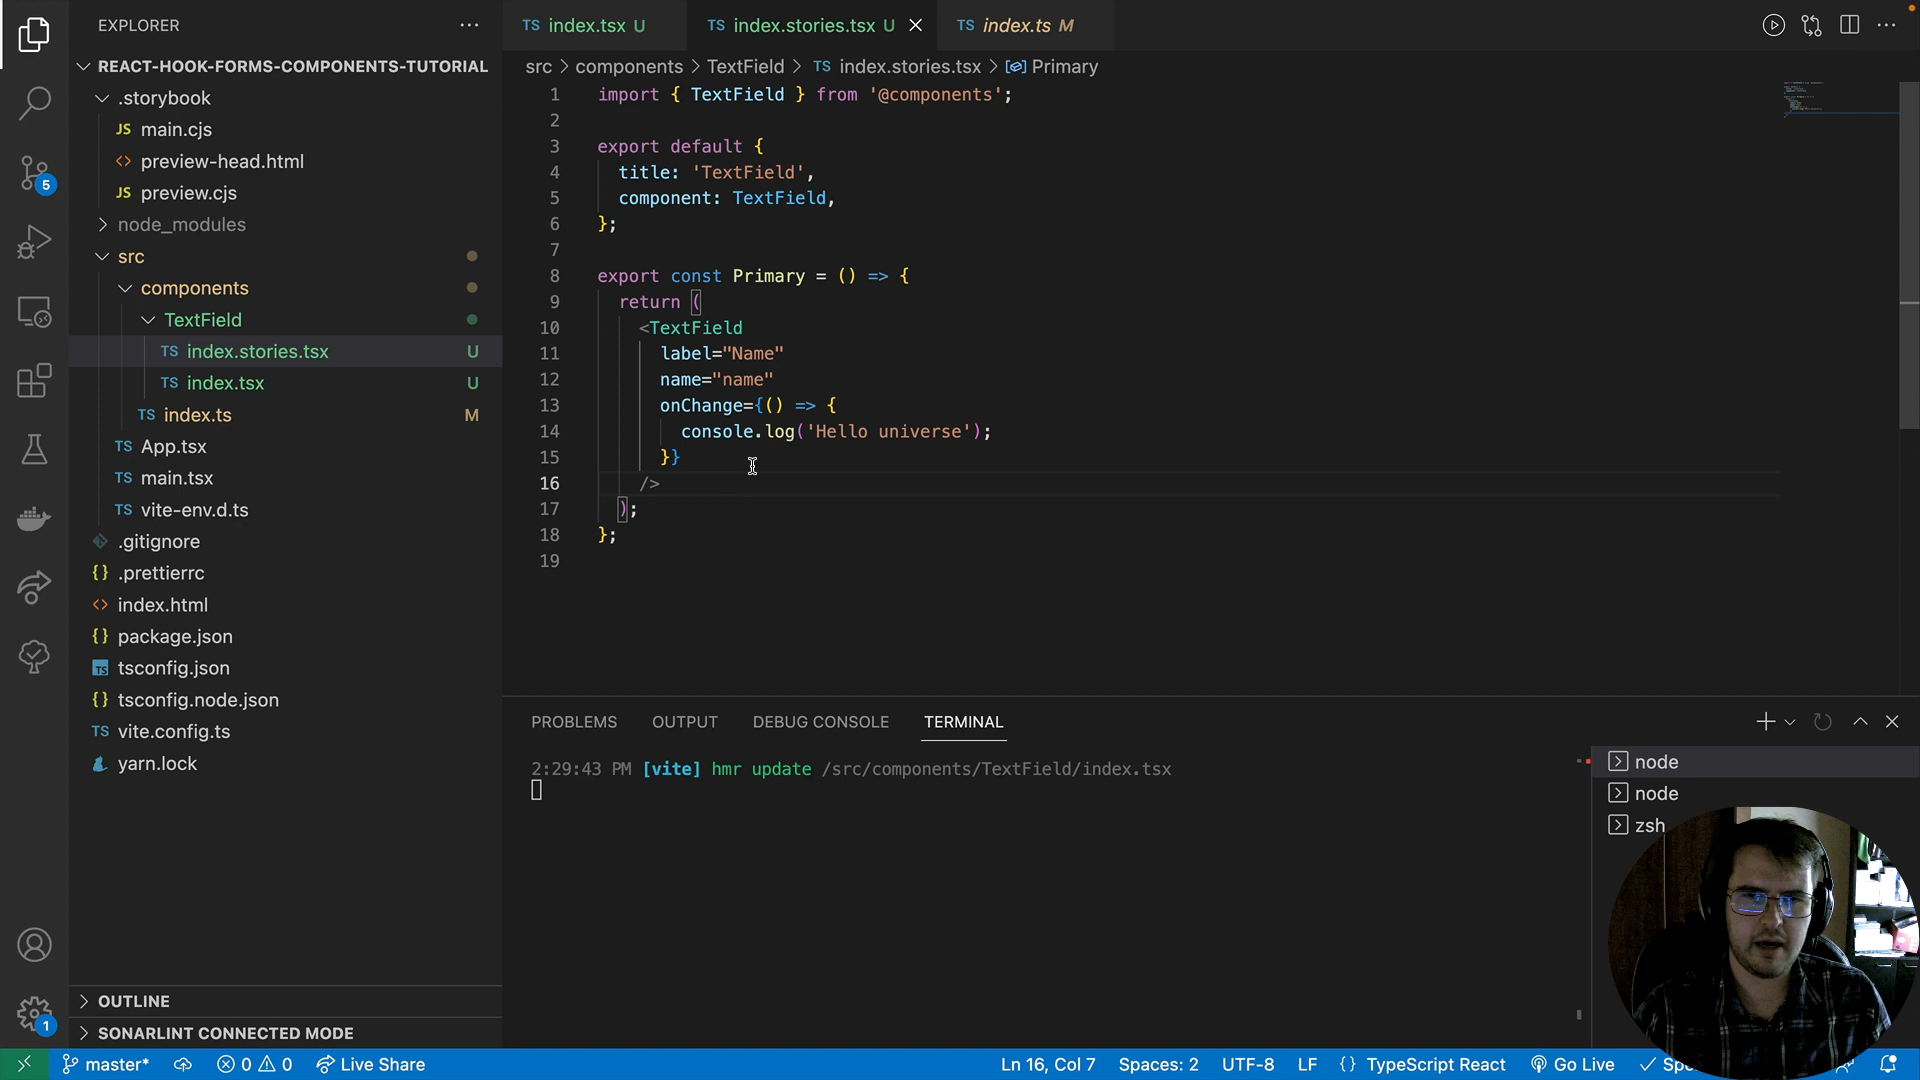 EXPLORER
REACT-HOOK-FORMS-COMPONENTS-TUTORIAL
.storybook
JS main.cjs
<> preview-head.html
JS preview.cjs
node_modules
src
components
TextField
TS index.stories.tsx U
TS index.tsx U
TS index.ts M
TS App.tsx
TS main.tsx
TS vite-env.d.ts
.gitignore
{} .prettierrc
<> index.html
{} package.json
TS tsconfig.json
{} tsconfig.node.json
TS vite.config.ts
yarn.lock
OUTLINE
SONARLINT CONNECTED MODE
5
1
TS index.tsx U
TS index.stories.tsx U
TS index.ts M
src > components > TextField > TS index.stories.tsx > Primary
1 import { TextField } from '@components';
2
3 export default {
4 title: 'TextField',
5 component: TextField,
6 };
7
8 export const Primary = () => {
9 return (
10 <TextField
11 label="Name"
12 name="name"
13 onChange={() => {
14 console.log('Hello universe');
15 }}
16 />
17 );
18 };
19
PROBLEMS OUTPUT DEBUG CONSOLE TERMINAL
2:29:43 PM [vite] hmr update /src/components/TextField/index.tsx
node
node
zsh
master* 0 0 Live Share
Ln 16, Col 7 Spaces: 2 UTF-8 LF {} TypeScript React Go Live